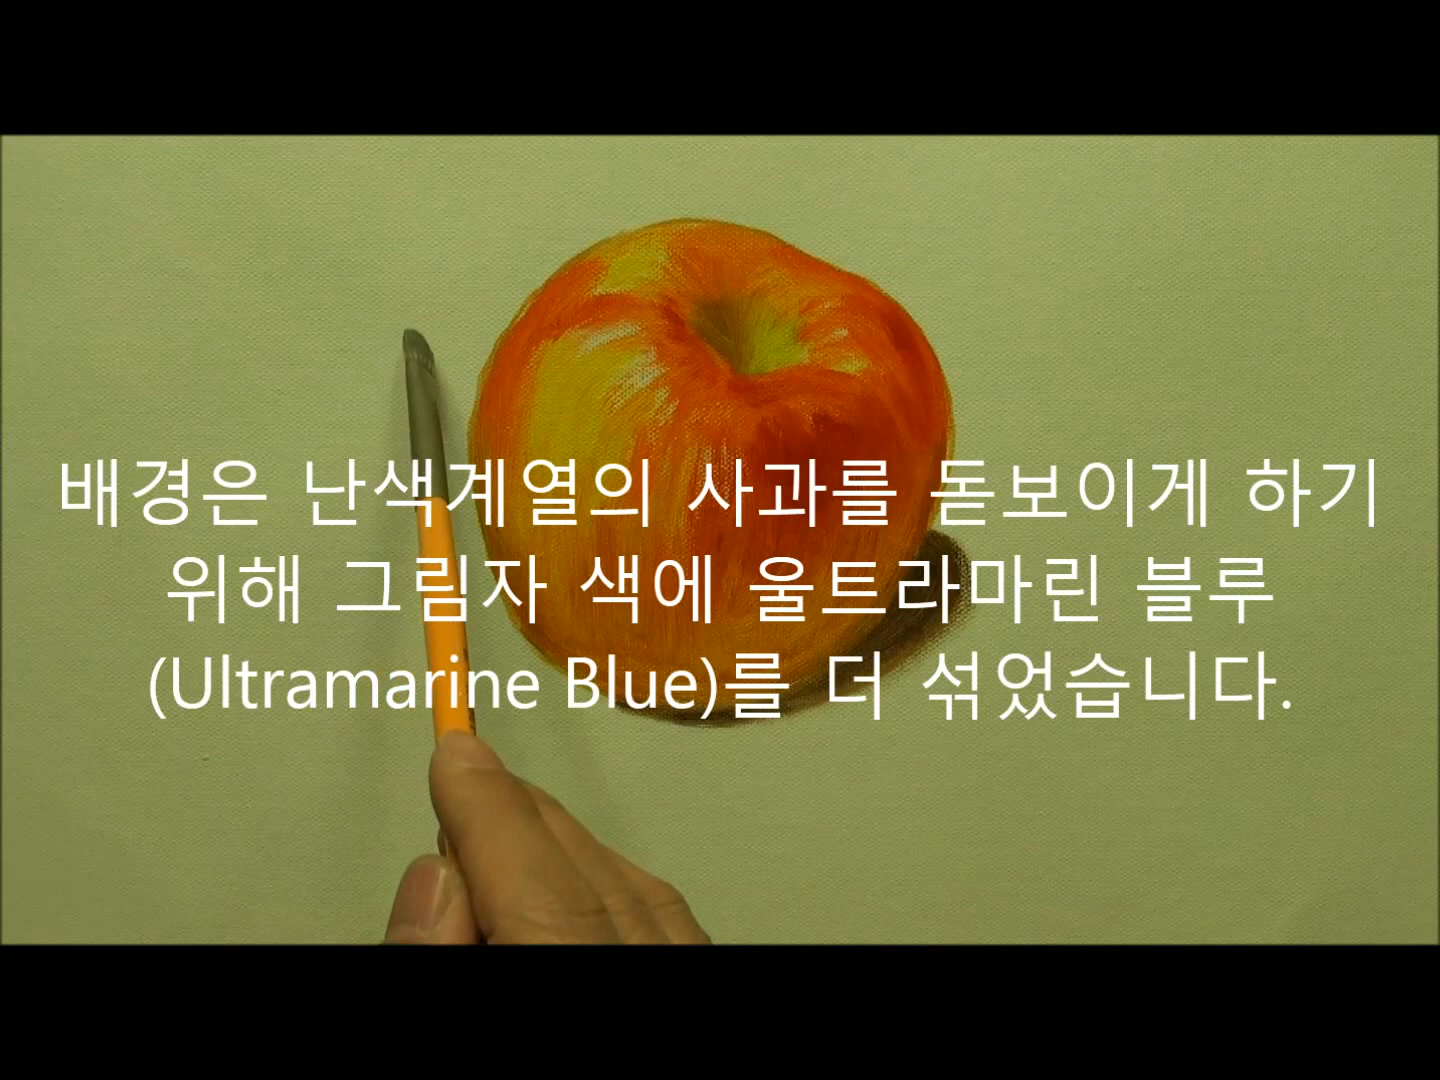 배경은 난색계열의 사과를 돋보이게 하기
위해 그림자 색에 울트라마린 블루
(Ultramarine Blue)를 더 섞었습니다.